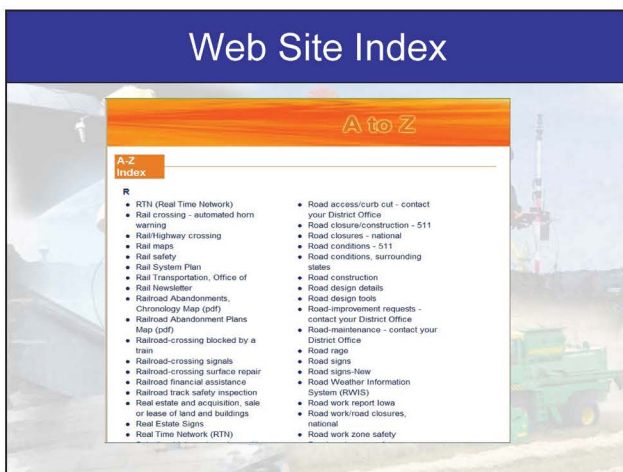 Web Site Index
A to Z
A-Z
Index
R
• RTN (Real Time Network)
• Rail crossing - automated horn
warning
• Rail/Highway crossing
• Rail maps
• Rail safety
• Rail System Plan
• Rail Transportation, Office of
• Rail Newsletter
• Railroad Abandonments,
Chronology Map (pdf)
• Railroad Abandonment Plans
Map (pdf)
• Railroad-crossing blocked by a
train
• Railroad-crossing signals
• Railroad-crossing surface repair
• Railroad financial assistance
• Railroad track safety inspection
• Real estate and acquisition, sale
or lease of land and buildings
• Real Estate Signs
• Real Time Network (RTN)
• Road access/curb cut - contact
your District Office
• Road closure/construction - 511
• Road closures - national
• Road conditions - 511
• Road conditions, surrounding
states
• Road construction
• Road design details
• Road design tools
• Road-improvement requests -
contact your District Office
• Road-maintenance - contact your
District Office
• Road rage
• Road signs
• Road signs-New
• Road Weather Information
System (RWIS)
• Road work report Iowa
• Road work/road closures,
national
• Road work zone safety